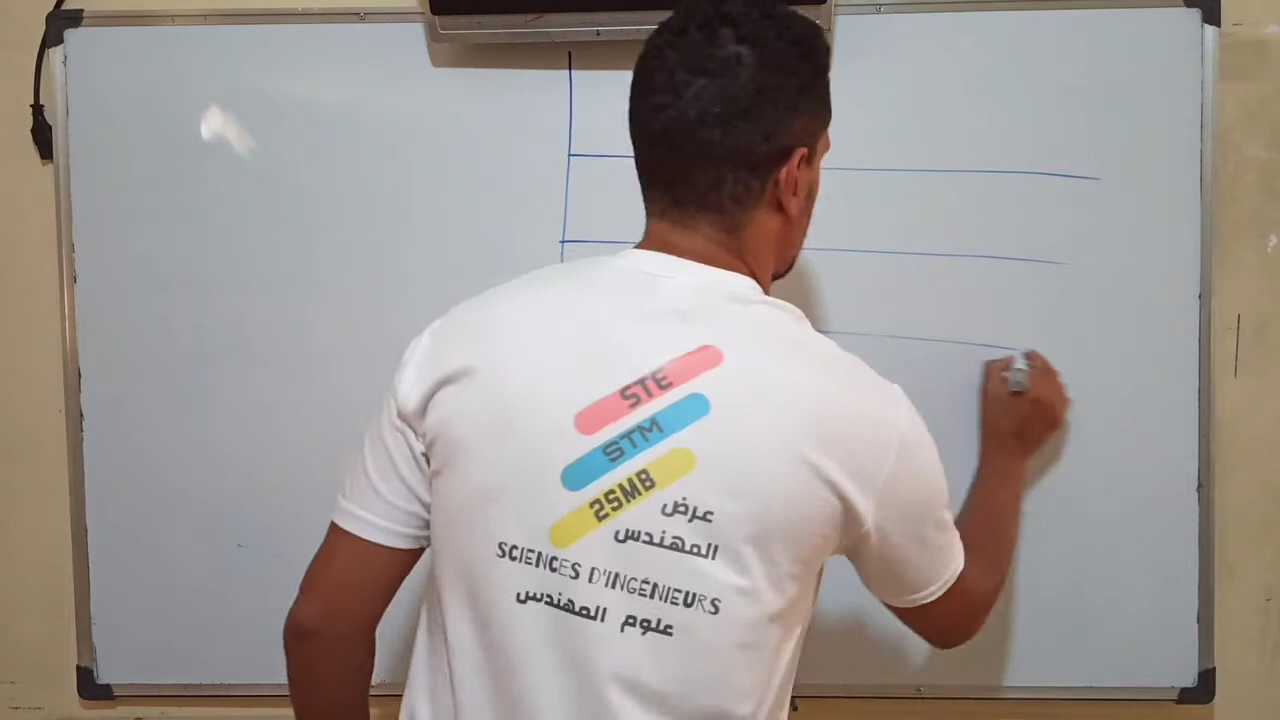 STE
STM
2SMB
عرض
المهندس
SCIENCES D'INGÉNIEURS
علوم المهندس